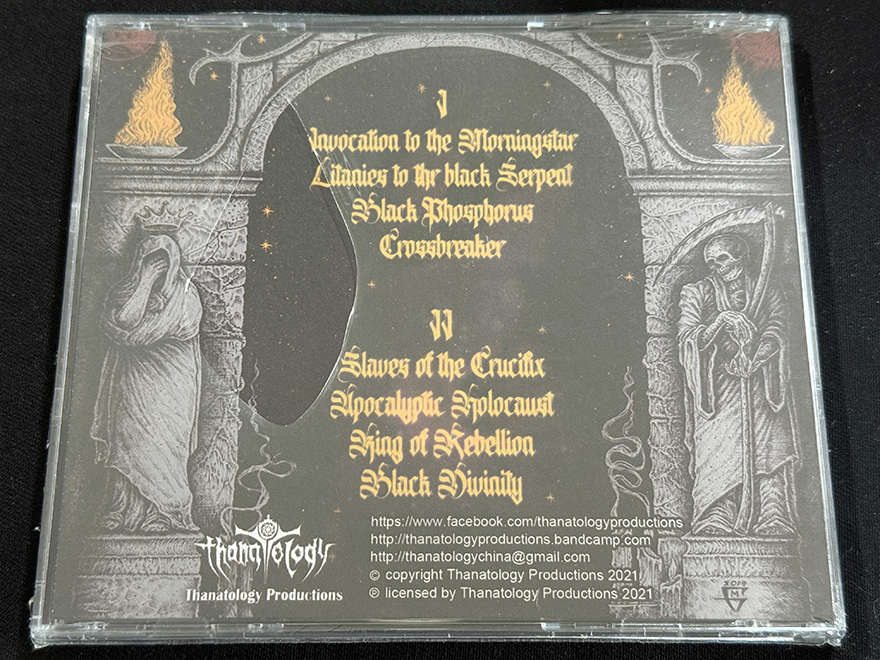 I
Invocation to the Morningstar
Litanies to thr black Serpent
Black Phosphorus
Crossbreaker
II
Slaves of the Crucifix
Apocalyptic Holocaust
King of Rebellion
Black Divinity
https://www.facebook.com/thanatologyproductions
http://thanatologyproductions.bandcamp.com
http://thanatologychina@gmail.com
© copyright Thanatology Productions 2021
℗ licensed by Thanatology Productions 2021
thanatology
Thanatology Productions
2019
M